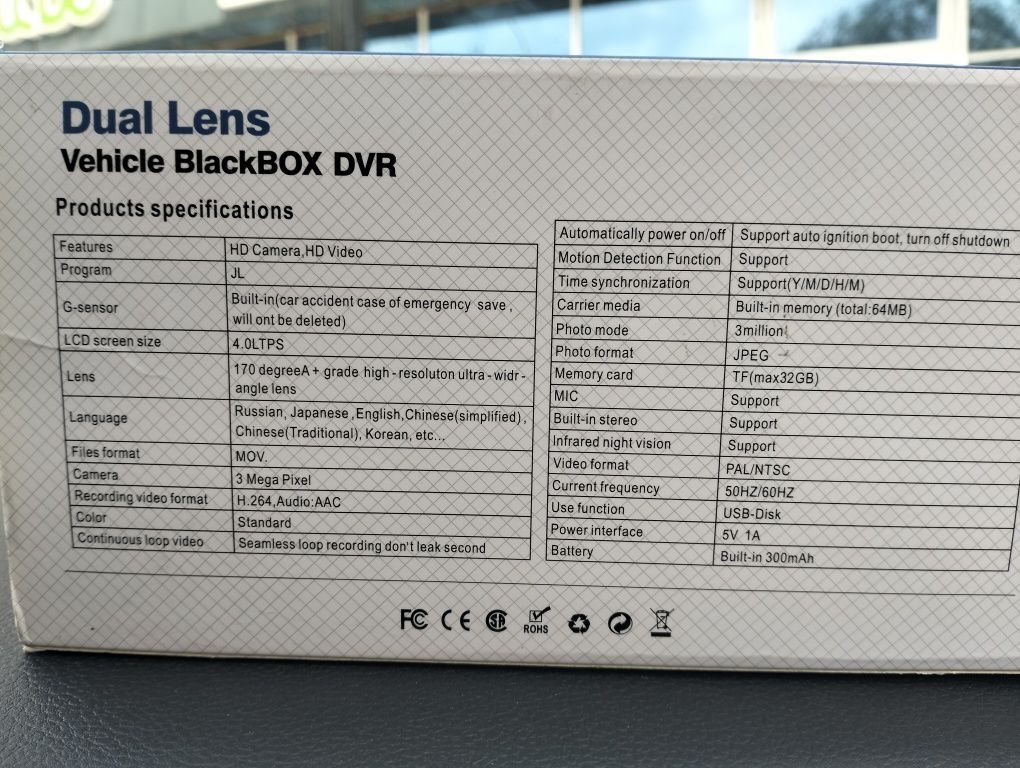 Dual Lens
Vehicle BlackBOX DVR
Products specifications
Features HD Camera,HD Video
Program JL
G-sensor Built-in(car accident case of emergency save,
will ont be deleted)
LCD screen size 4.0LTPS
Lens 170 degreeA+ grade high-resoluton ultra-widr-
angle lens
Language Russian, Japanese,English,Chinese(simplified),
Chinese(Traditional), Korean, etc...
Files format MOV.
Camera 3 Mega Pixel
Recording video format H.264,Audio:AAC
Color Standard
Continuous loop video Seamless loop recording don't leak second
Automatically power on/off Support auto ignition boot, turn off shutdown
Motion Detection Function Support
Time synchronization Support(Y/M/D/H/M)
Carrier media Built-in memory (total:64MB)
Photo mode 3million
Photo format JPEG
Memory card TF(max32GB)
MIC Support
Built-in stereo Support
Infrared night vision Support
Video format PAL/NTSC
Current frequency 50HZ/60HZ
Use function USB-Disk
Power interface 5V 1A
Battery Built-in 300mAh
FC CE SR ROHS